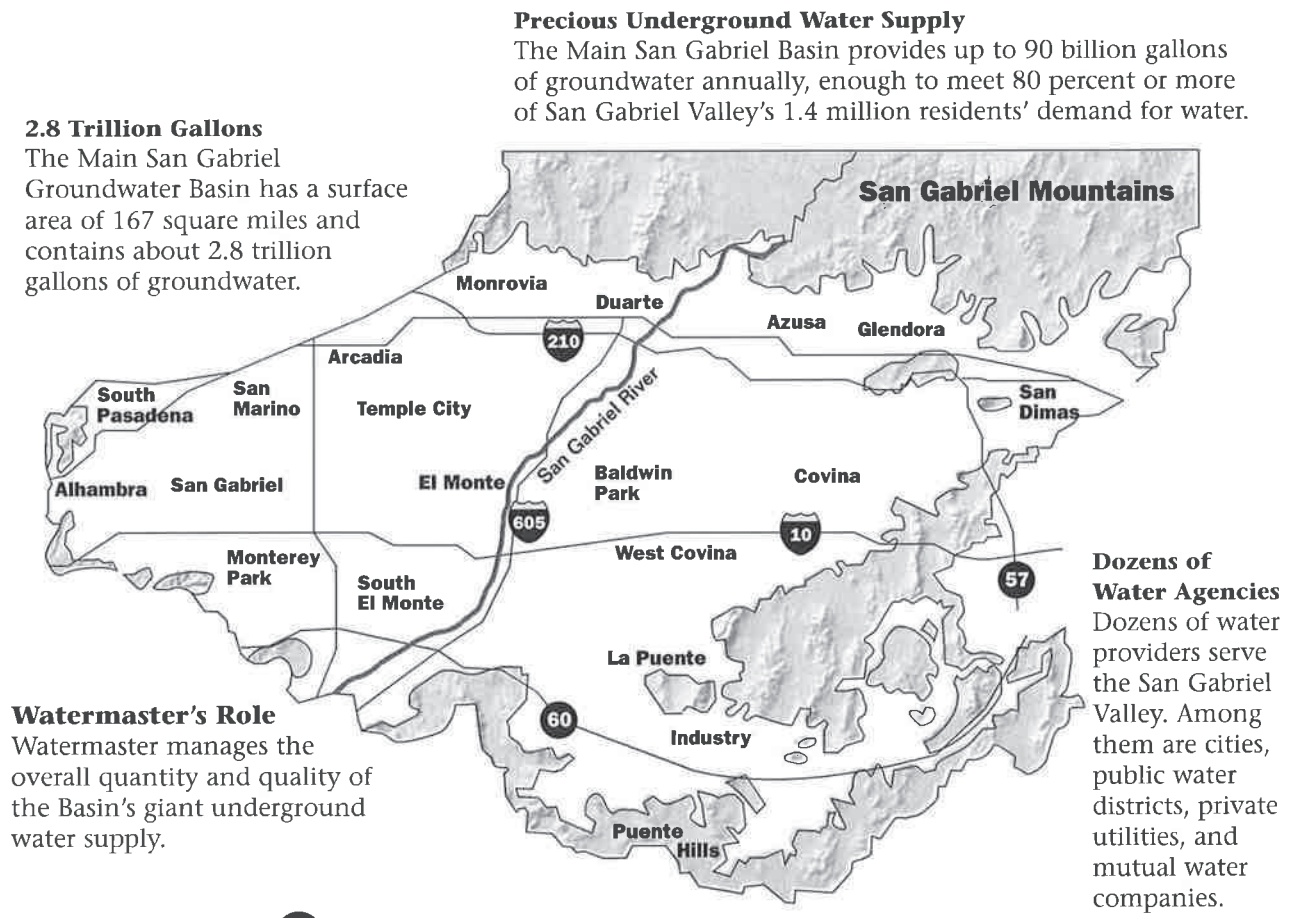 Precious Underground Water Supply
The Main San Gabriel Basin provides up to 90 billion gallons
of groundwater annually, enough to meet 80 percent or more
of San Gabriel Valley's 1.4 million residents' demand for water.
2.8 Trillion Gallons
The Main San Gabriel
Groundwater Basin has a surface
area of 167 square miles and
contains about 2.8 trillion
gallons of groundwater.
San Gabriel Mountains
Monrovia
Duarte
Azusa
Glendora
210
Arcadia
South
Pasadena
San
Marino
Temple City
San Gabriel River
San
Dimas
Alhambra
San Gabriel
El Monte
Baldwin
Park
Covina
605
10
Monterey
Park
South
El Monte
West Covina
57
La Puente
60
Industry
Puente
Hills
Dozens of
Water Agencies
Dozens of water
providers serve
the San Gabriel
Valley. Among
them are cities,
public water
districts, private
utilities, and
mutual water
companies.
Watermaster's Role
Watermaster manages the
overall quantity and quality of
the Basin's giant underground
water supply.